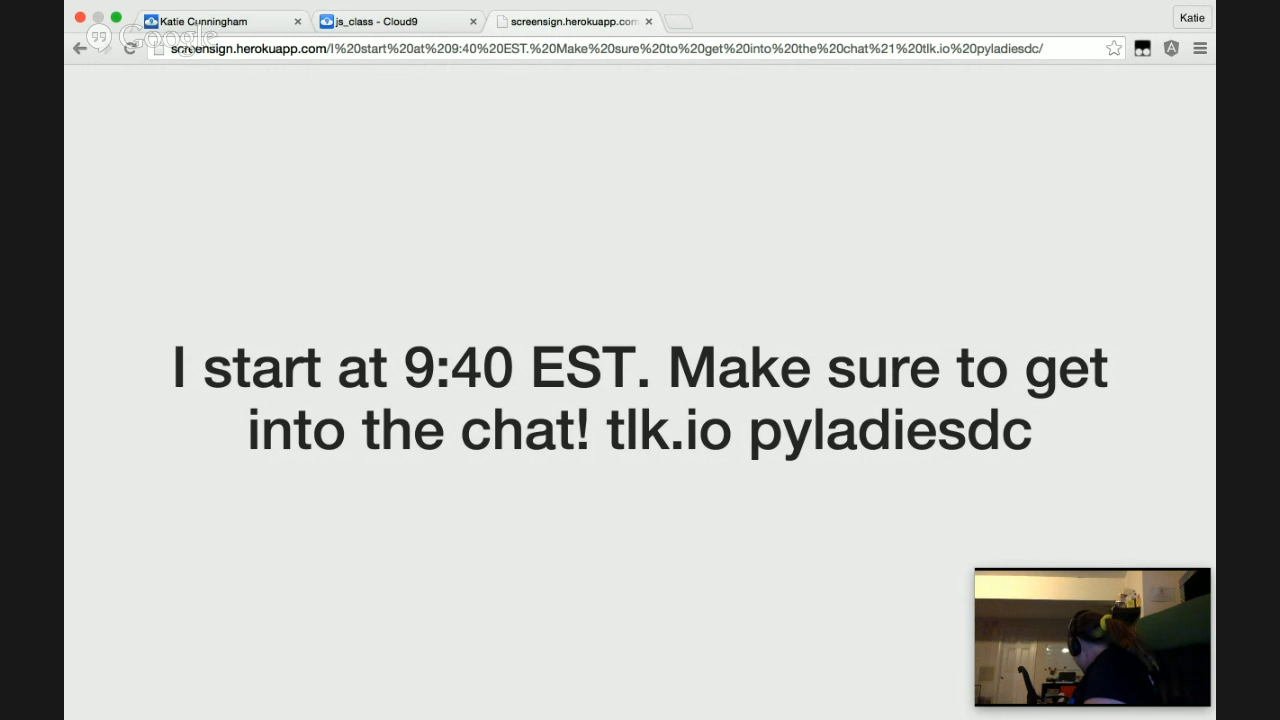 Katie Cunningham
js_class - Cloud9
screensign.herokuapp.com
Katie
Google
screensign.herokuapp.com/I%20start%20at%209:40%20EST.%20Make%20sure%20to%20get%20into%20the%20chat%21%20tlk.io%20pyladiesdc/
I start at 9:40 EST. Make sure to get
into the chat! tlk.io pyladiesdc